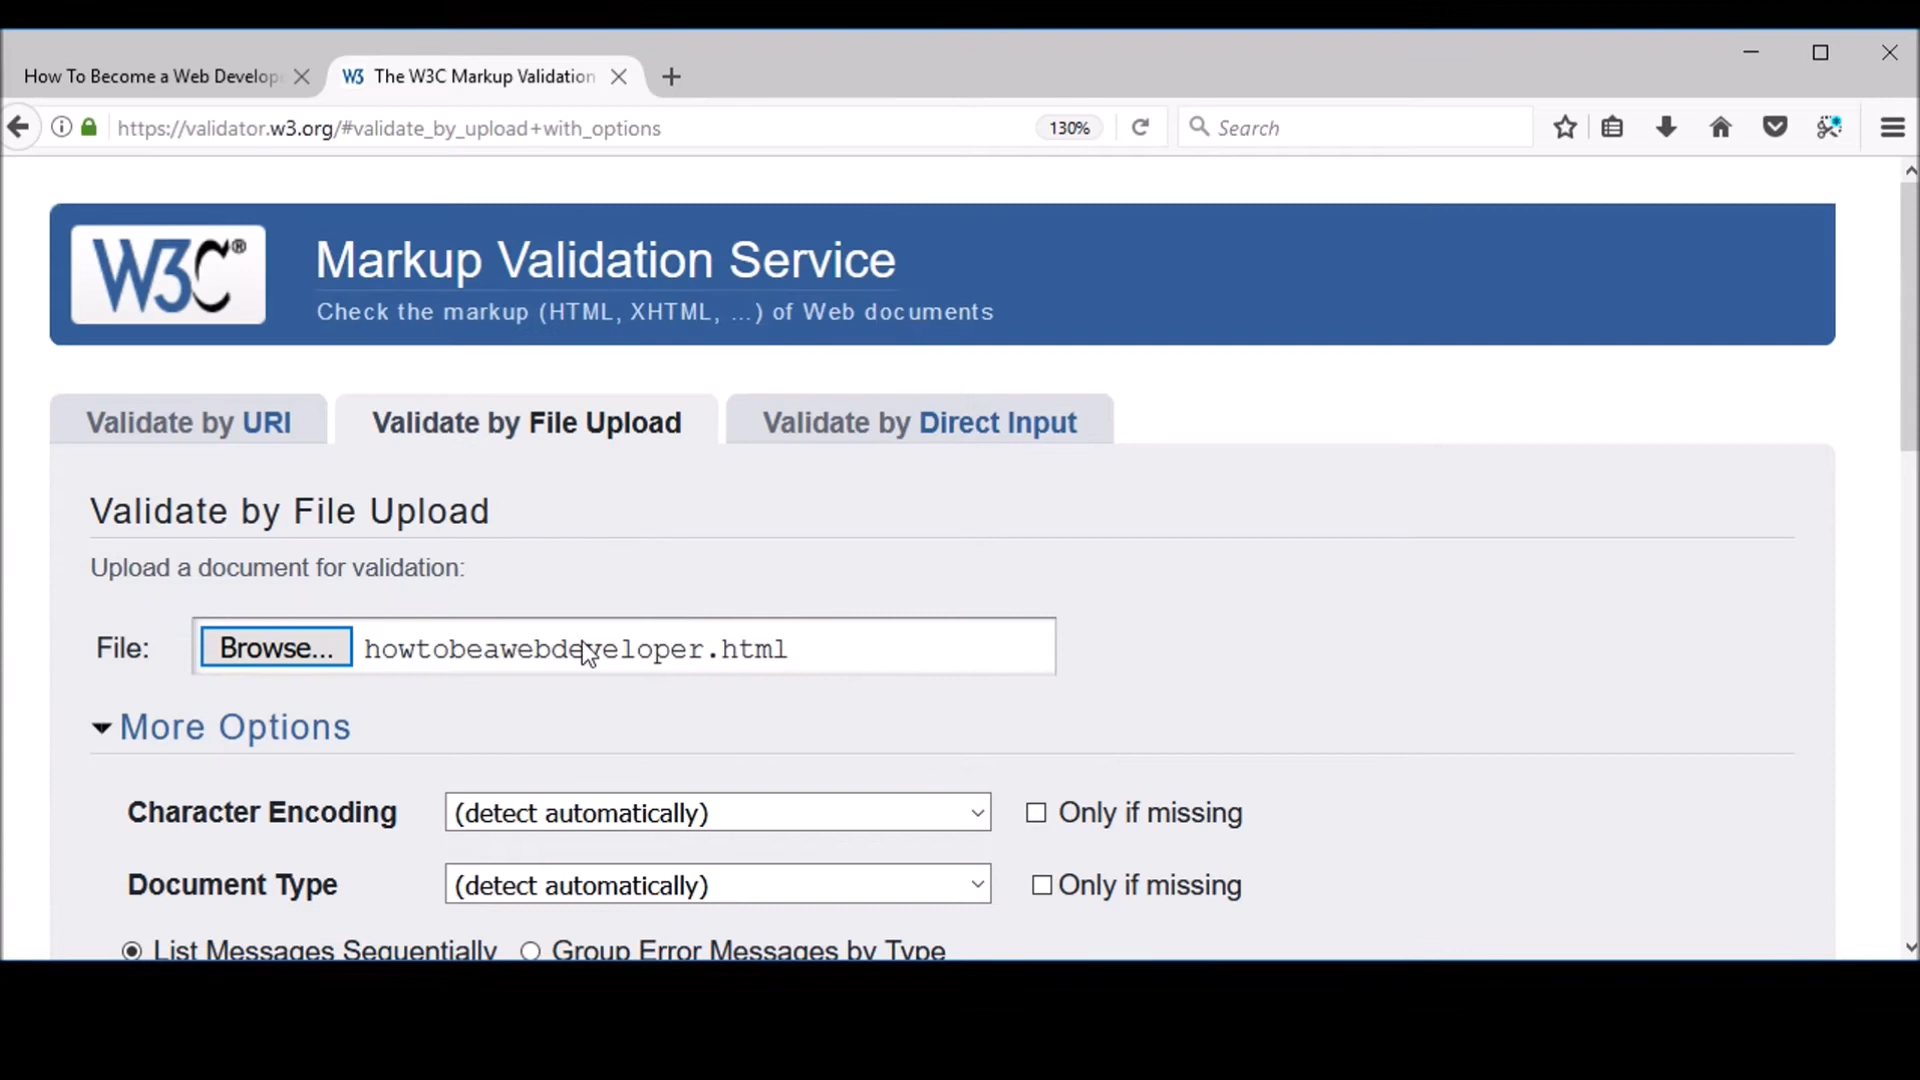 How To Become a Web Develop
W3 The W3C Markup Validation
https://validator.w3.org/#validate_by_upload+with_options 130% Search
W3C®
Markup Validation Service
Check the markup (HTML, XHTML, …) of Web documents
Validate by URI Validate by File Upload Validate by Direct Input
Validate by File Upload
Upload a document for validation:
File: Browse... howtobeawebdeveloper.html
More Options
Character Encoding (detect automatically) Only if missing
Document Type (detect automatically) Only if missing
List Messages Sequentially Group Error Messages by Type